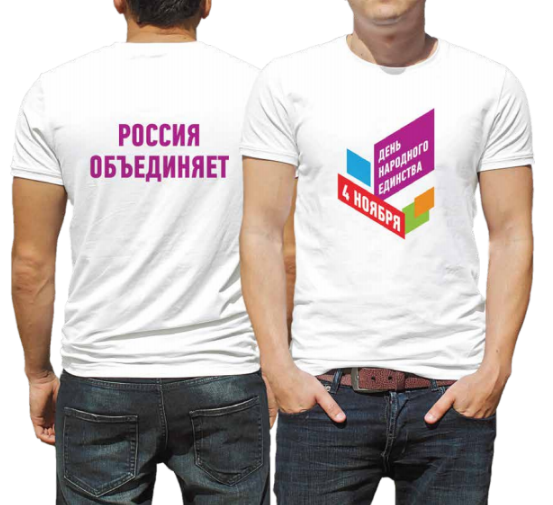 РОССИЯ
ОБЪЕДИНЯЕТ
ДЕНЬ
НАРОДНОГО
ЕДИНСТВА
4 НОЯБРЯ